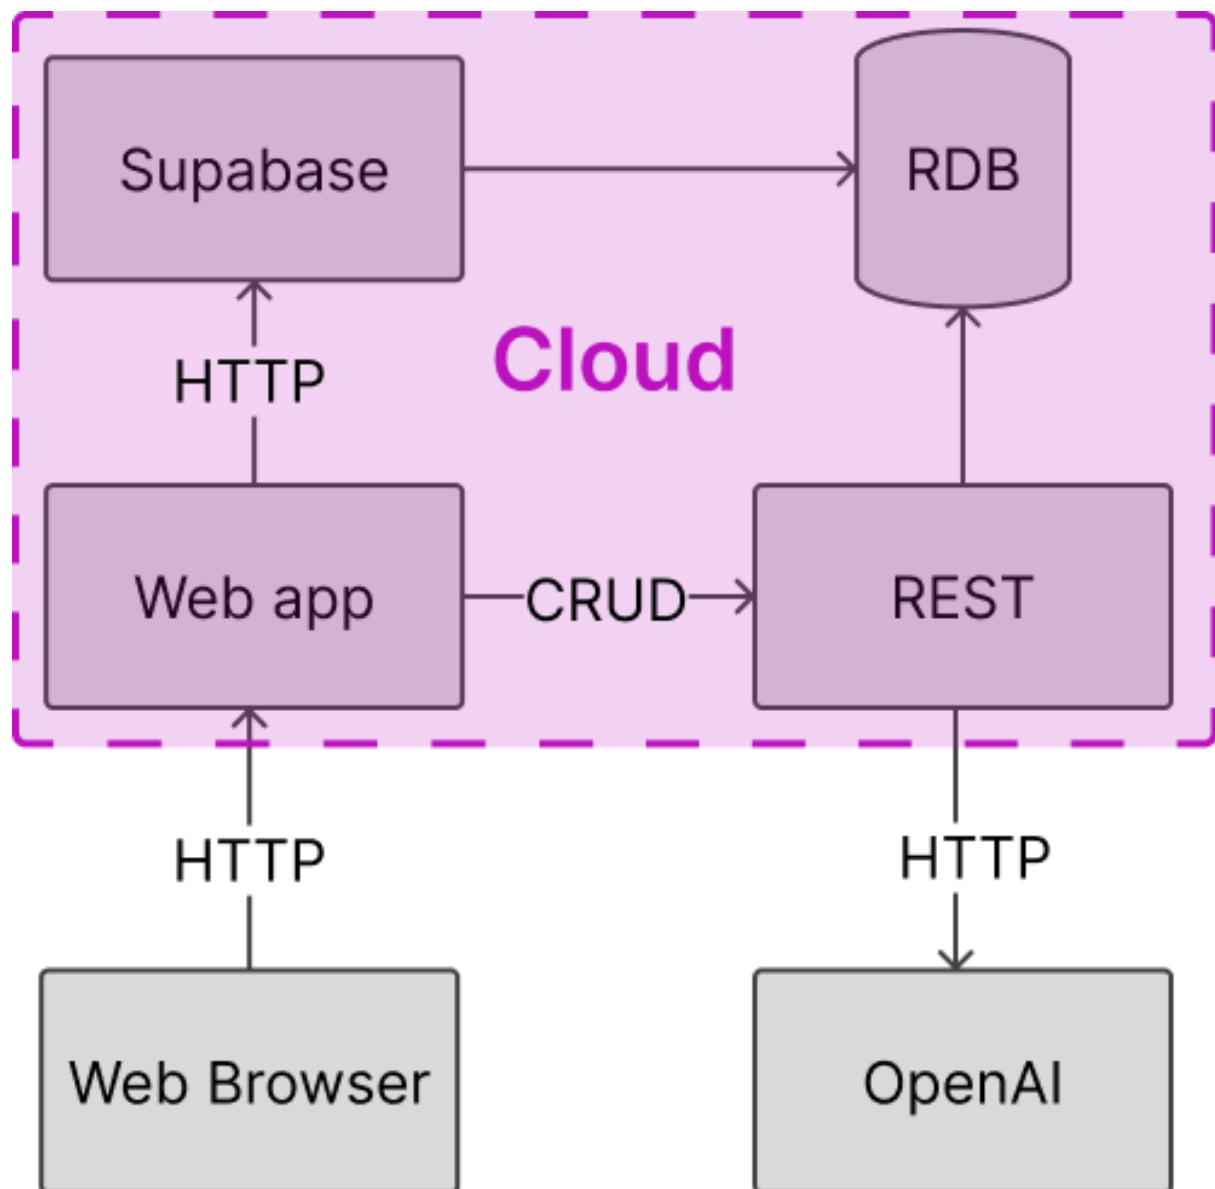 Supabase
RDB
HTTP
Cloud
Web app
CRUD
REST
HTTP
HTTP
Web Browser
OpenAI